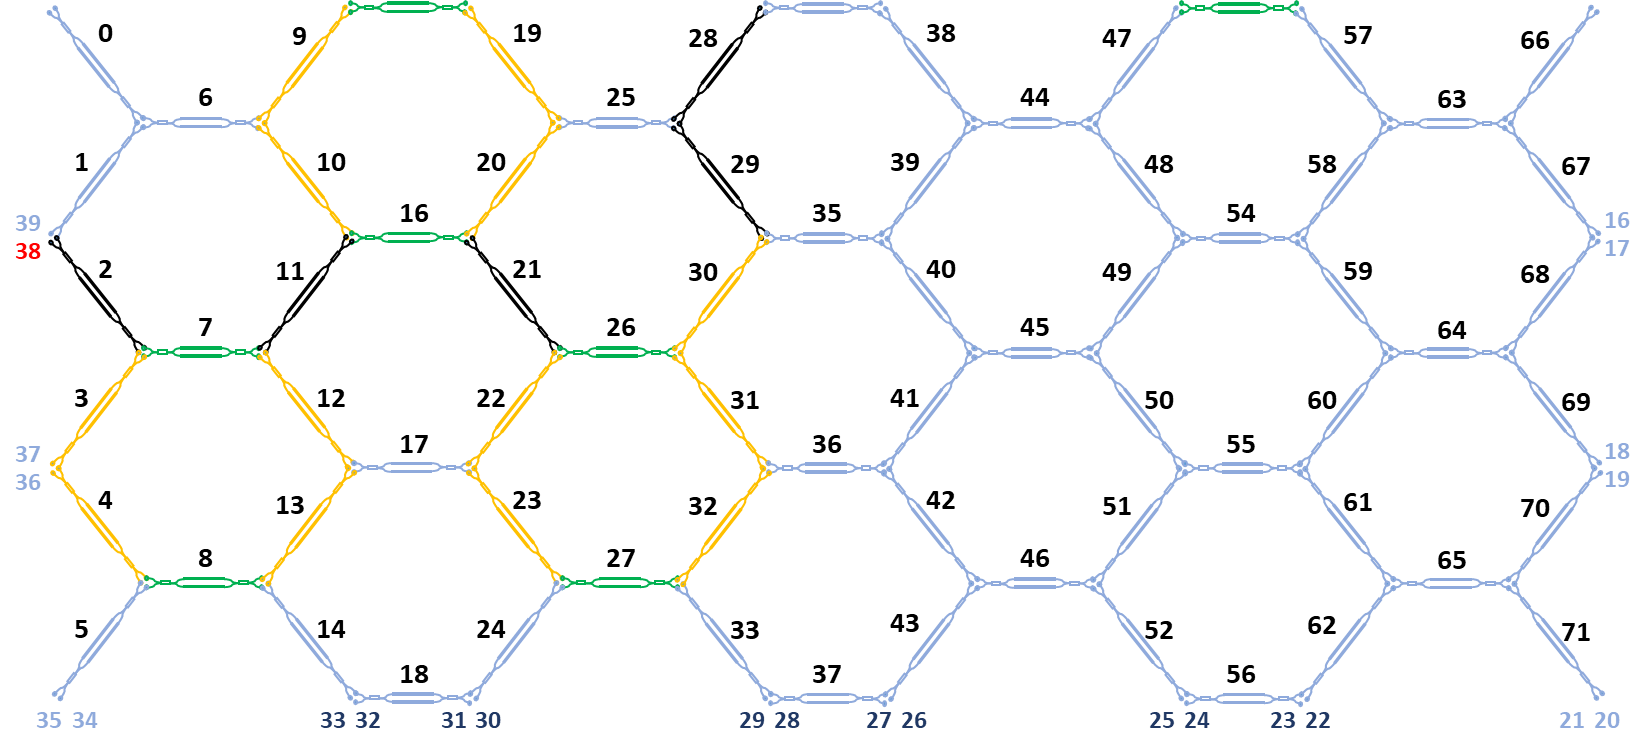 0 9 19 28 38 47 57 66
6 25 44 63
1 10 20 29 39 48 58 67
39 16 35 54 16
38 17
2 11 21 30 40 49 59 68
7 26 45 64
3 12 22 31 41 50 60 69
37 17 36 55 18
36 19
4 13 23 32 42 51 61 70
8 27 46 65
5 14 24 33 43 52 62 71
18 37 56
35 34 33 32 31 30 29 28 27 26 25 24 23 22 21 20